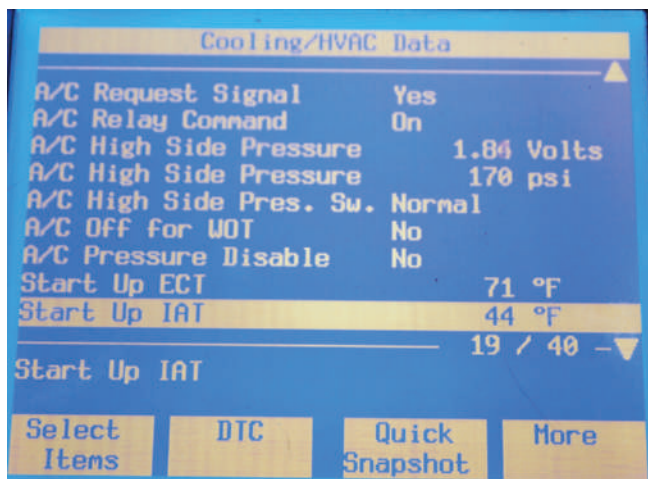 Cooling/HVAC Data
A/C Request Signal Yes
A/C Relay Command On
A/C High Side Pressure 1.84 Volts
A/C High Side Pressure 170 psi
A/C High Side Pres. Sw. Normal
A/C Off for WOT No
A/C Pressure Disable No
Start Up ECT 71 °F
Start Up IAT 44 °F
19 / 40
Start Up IAT
Select Items DTC Quick Snapshot More